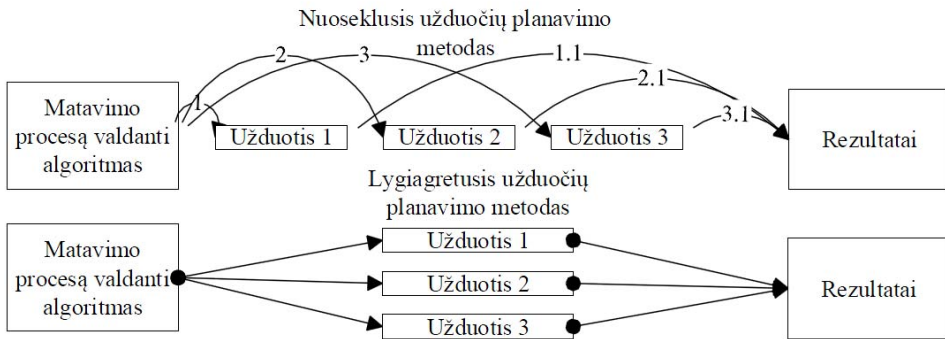 Nuoseklusis užduočių planavimo
metodas
2
3
1.1
2.1
1
3.1
Matavimo
procesą valdanti
algoritmas
Užduotis 1
Užduotis 2
Užduotis 3
Rezultatai
Lygiagretusis užduočių
planavimo metodas
Matavimo
procesą valdanti
algoritmas
Užduotis 1
Užduotis 2
Užduotis 3
Rezultatai